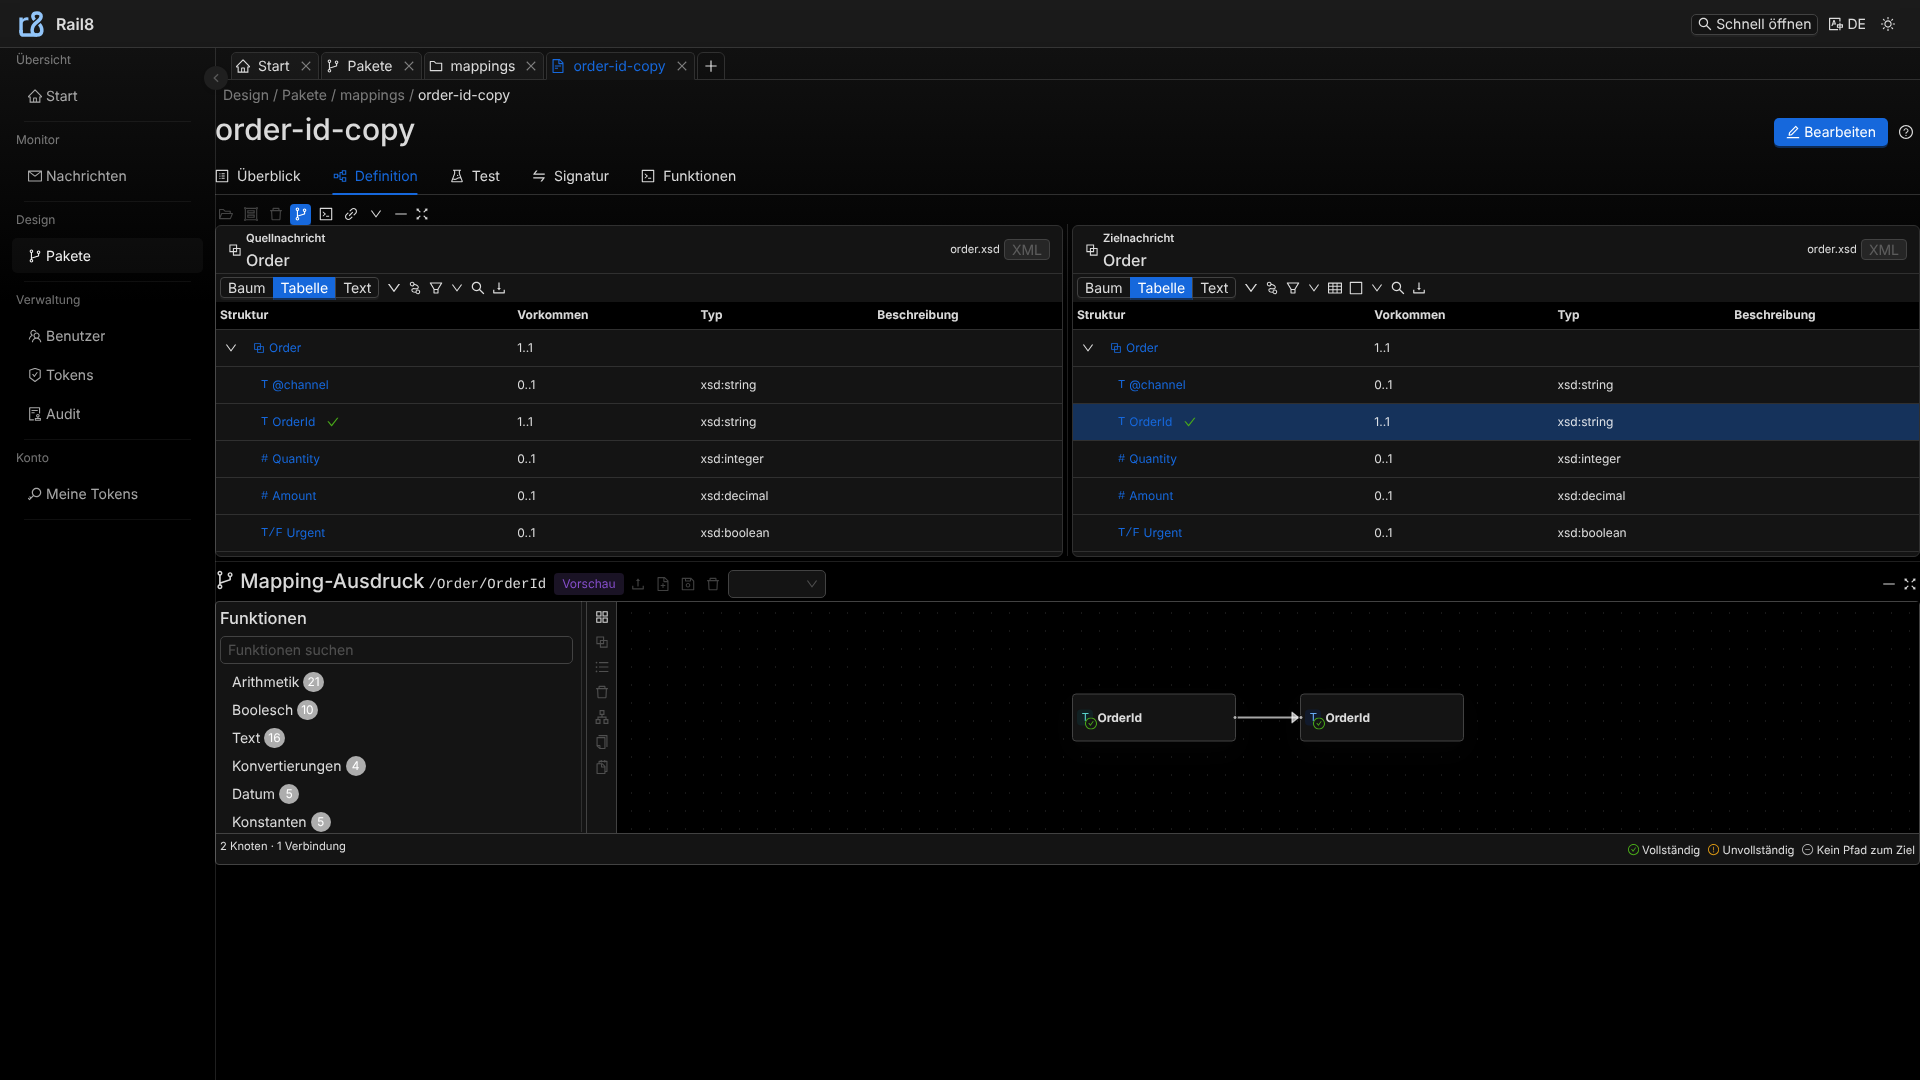 Rail8
Schnell öffnen
DE
Übersicht
Start
Monitor
Nachrichten
Design
Pakete
Verwaltung
Benutzer
Tokens
Audit
Konto
Meine Tokens
Start
Pakete
mappings
order-id-copy
Design / Pakete / mappings / order-id-copy
order-id-copy
Bearbeiten
Überblick
Definition
Test
Signatur
Funktionen
Quellnachricht
Order
order.xsd XML
Baum Tabelle Text
Struktur Vorkommen Typ Beschreibung
Order 1..1
T @channel 0..1 xsd:string
T OrderId 1..1 xsd:string
# Quantity 0..1 xsd:integer
# Amount 0..1 xsd:decimal
T/F Urgent 0..1 xsd:boolean
Zielnachricht
Order
order.xsd XML
Baum Tabelle Text
Struktur Vorkommen Typ Beschreibung
Order 1..1
T @channel 0..1 xsd:string
T OrderId 1..1 xsd:string
# Quantity 0..1 xsd:integer
# Amount 0..1 xsd:decimal
T/F Urgent 0..1 xsd:boolean
Mapping-Ausdruck /Order/OrderId Vorschau
Funktionen
Funktionen suchen
Arithmetik 21
Boolesch 10
Text 16
Konvertierungen 4
Datum 5
Konstanten 5
T OrderId
T OrderId
2 Knoten · 1 Verbindung
Vollständig Unvollständig Kein Pfad zum Ziel